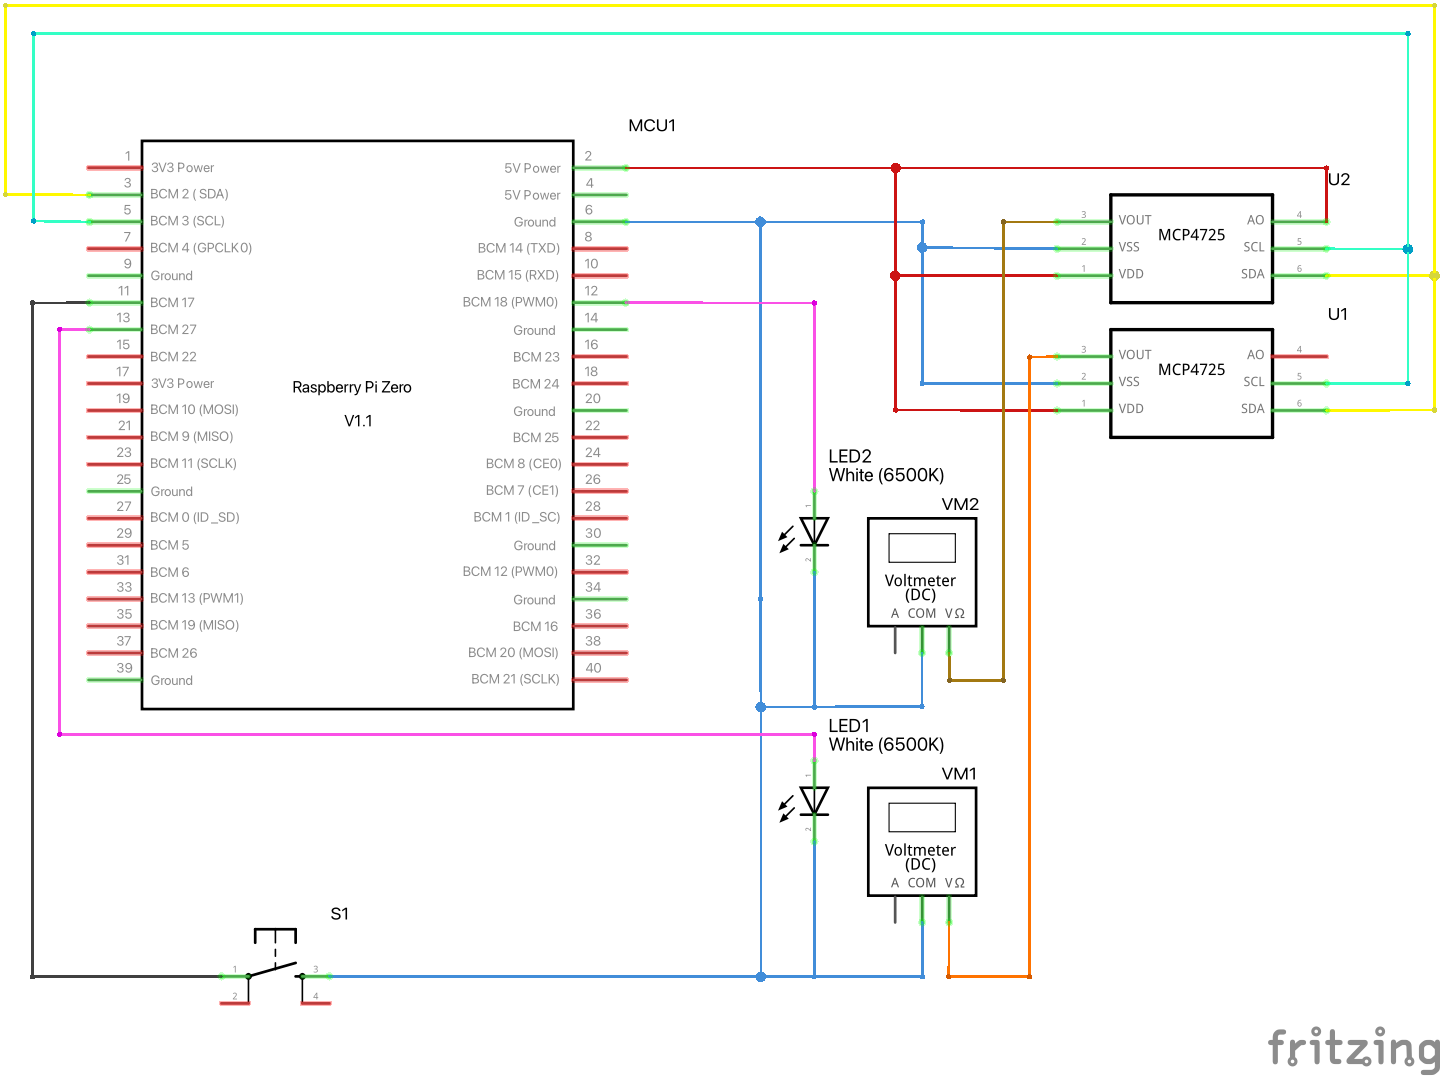 MCU1
1
3V3 Power
5V Power
2
3
BCM 2 ( SDA)
5V Power
4
5
BCM 3 (SCL)
Ground
6
7
BCM 4 (GPCLK0)
BCM 14 (TXD)
8
9
Ground
BCM 15 (RXD)
10
11
BCM 17
BCM 18 (PWM0)
12
13
BCM 27
Ground
14
15
BCM 22
BCM 23
16
17
3V3 Power
BCM 24
18
19
BCM 10 (MOSI)
Ground
20
21
BCM 9 (MISO)
BCM 25
22
23
BCM 11 (SCLK)
BCM 8 (CE0)
24
25
Ground
BCM 7 (CE1)
26
27
BCM 0 (ID_SD)
BCM 1 (ID_SC)
28
29
BCM 5
Ground
30
31
BCM 6
BCM 12 (PWM0)
32
33
BCM 13 (PWM1)
Ground
34
35
BCM 19 (MISO)
BCM 16
36
37
BCM 26
BCM 20 (MOSI)
38
39
Ground
BCM 21 (SCLK)
40
Raspberry Pi Zero
V1.1
U2
MCP4725
3
VOUT
AO
4
2
VSS
SCL
5
1
VDD
SDA
6
U1
MCP4725
3
VOUT
AO
4
2
VSS
SCL
5
1
VDD
SDA
6
LED2
White (6500K)
1
2
VM2
Voltmeter
(DC)
A COM VΩ
LED1
White (6500K)
1
2
VM1
Voltmeter
(DC)
A COM VΩ
S1
1
3
2
4
fritzing